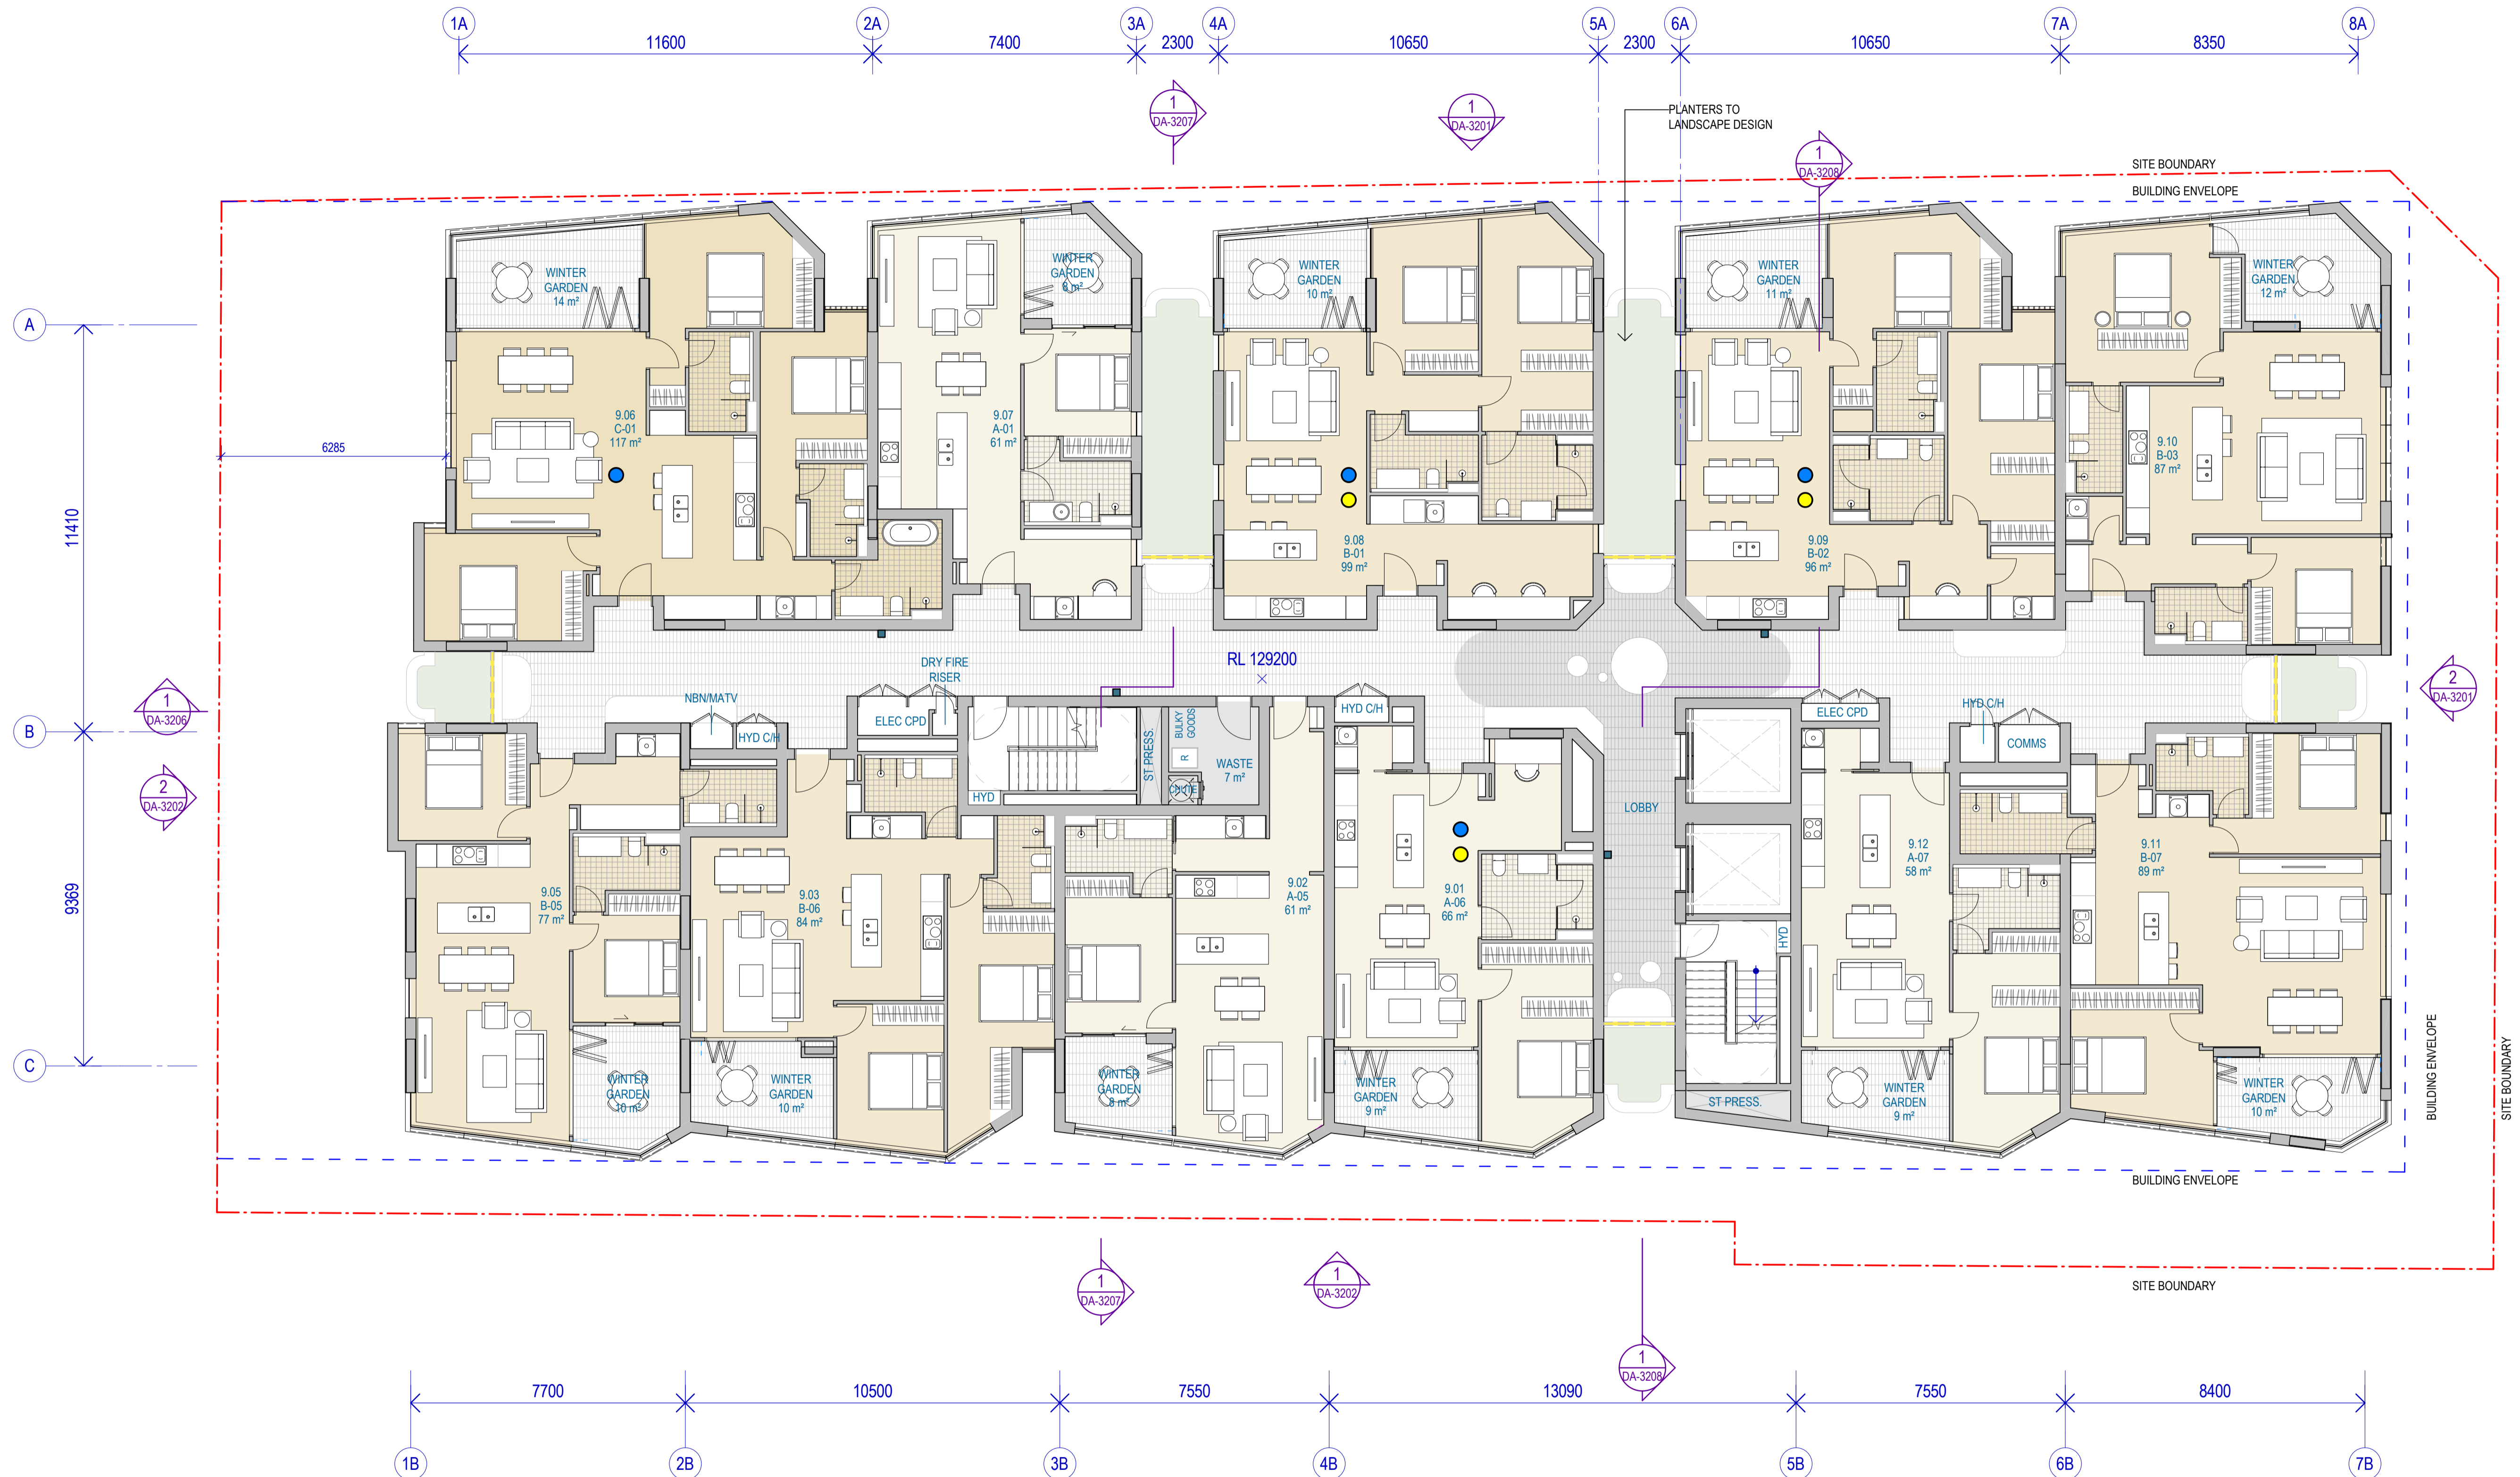 1A
2A
3A
4A
5A
6A
7A
8A
11600
7400
2300
10650
2300
10650
8350
1
DA-3207
1
DA-3201
PLANTERS TO
LANDSCAPE DESIGN
1
DA-3208
SITE BOUNDARY
BUILDING ENVELOPE
A
B
C
11410
9369
6285
WINTER
GARDEN
14 m²
WINTER
GARDEN
8 m²
WINTER
GARDEN
10 m²
WINTER
GARDEN
11 m²
WINTER
GARDEN
12 m²
9.06
C-01
117 m²
9.07
A-01
61 m²
9.08
B-01
99 m²
9.09
B-02
96 m²
9.10
B-03
87 m²
1
DA-3206
2
DA-3202
2
DA-3201
RL 129200
DRY FIRE
RISER
NBN/MATV
ELEC CPD
HYD C/H
HYD
ST PRESS.
BULKY
GOODS
R
CHUTE
WASTE
7 m²
HYD C/H
LOBBY
ELEC CPD
HYD C/H
COMMS
HYD
ST PRESS.
9.05
B-05
77 m²
9.03
B-06
84 m²
9.02
A-05
61 m²
9.01
A-06
66 m²
9.12
A-07
58 m²
9.11
B-07
89 m²
WINTER
GARDEN
10 m²
WINTER
GARDEN
10 m²
WINTER
GARDEN
8 m²
WINTER
GARDEN
9 m²
WINTER
GARDEN
9 m²
WINTER
GARDEN
10 m²
BUILDING ENVELOPE
SITE BOUNDARY
BUILDING ENVELOPE
SITE BOUNDARY
1
DA-3207
1
DA-3202
1
DA-3208
7700
10500
7550
13090
7550
8400
1B
2B
3B
4B
5B
6B
7B